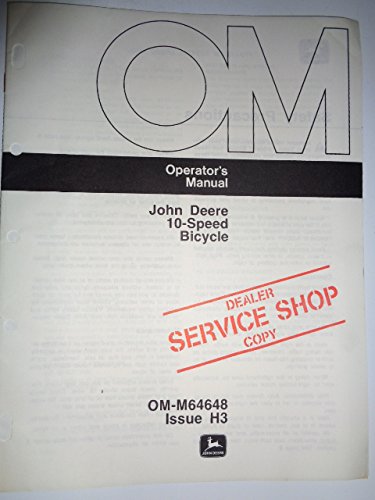 OM
Operator's
Manual
John Deere
10-Speed
Bicycle
DEALER
SERVICE SHOP
COPY
OM-M64648
Issue H3
JOHN DEERE